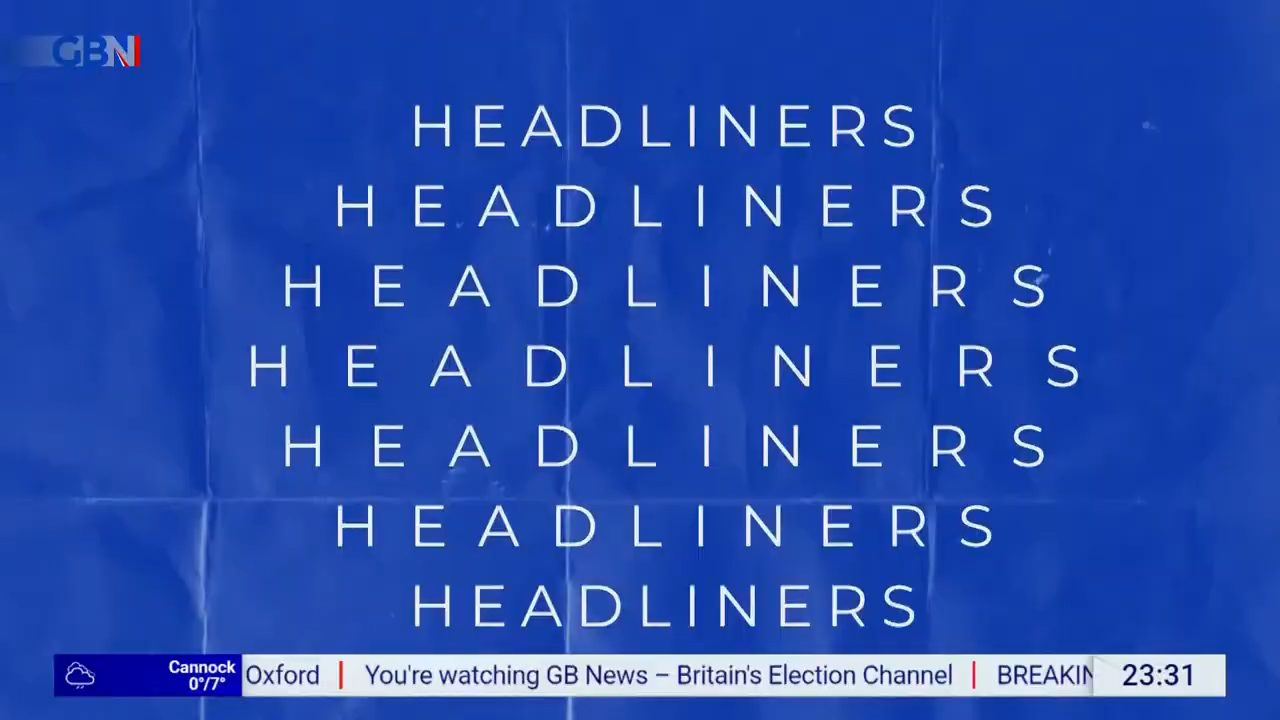 GBN
HEADLINERS
HEADLINERS
HEADLINERS
HEADLINERS
HEADLINERS
HEADLINERS
HEADLINERS
Cannock
0°/7°
Oxford | You're watching GB News – Britain's Election Channel | BREAKIN
23:31